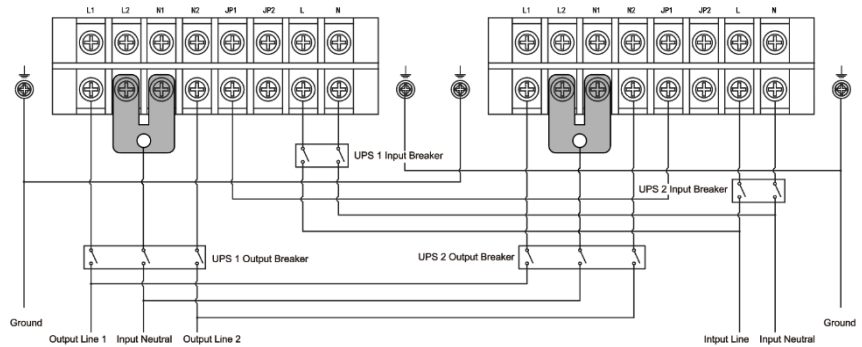 L1 L2 N1 N2 JP1 JP2 L N
L1 L2 N1 N2 JP1 JP2 L N
UPS 1 Input Breaker
UPS 2 Input Breaker
UPS 1 Output Breaker
UPS 2 Output Breaker
Ground
Ground
Output Line 1 Input Neutral Output Line 2
Intput Line Input Neutral